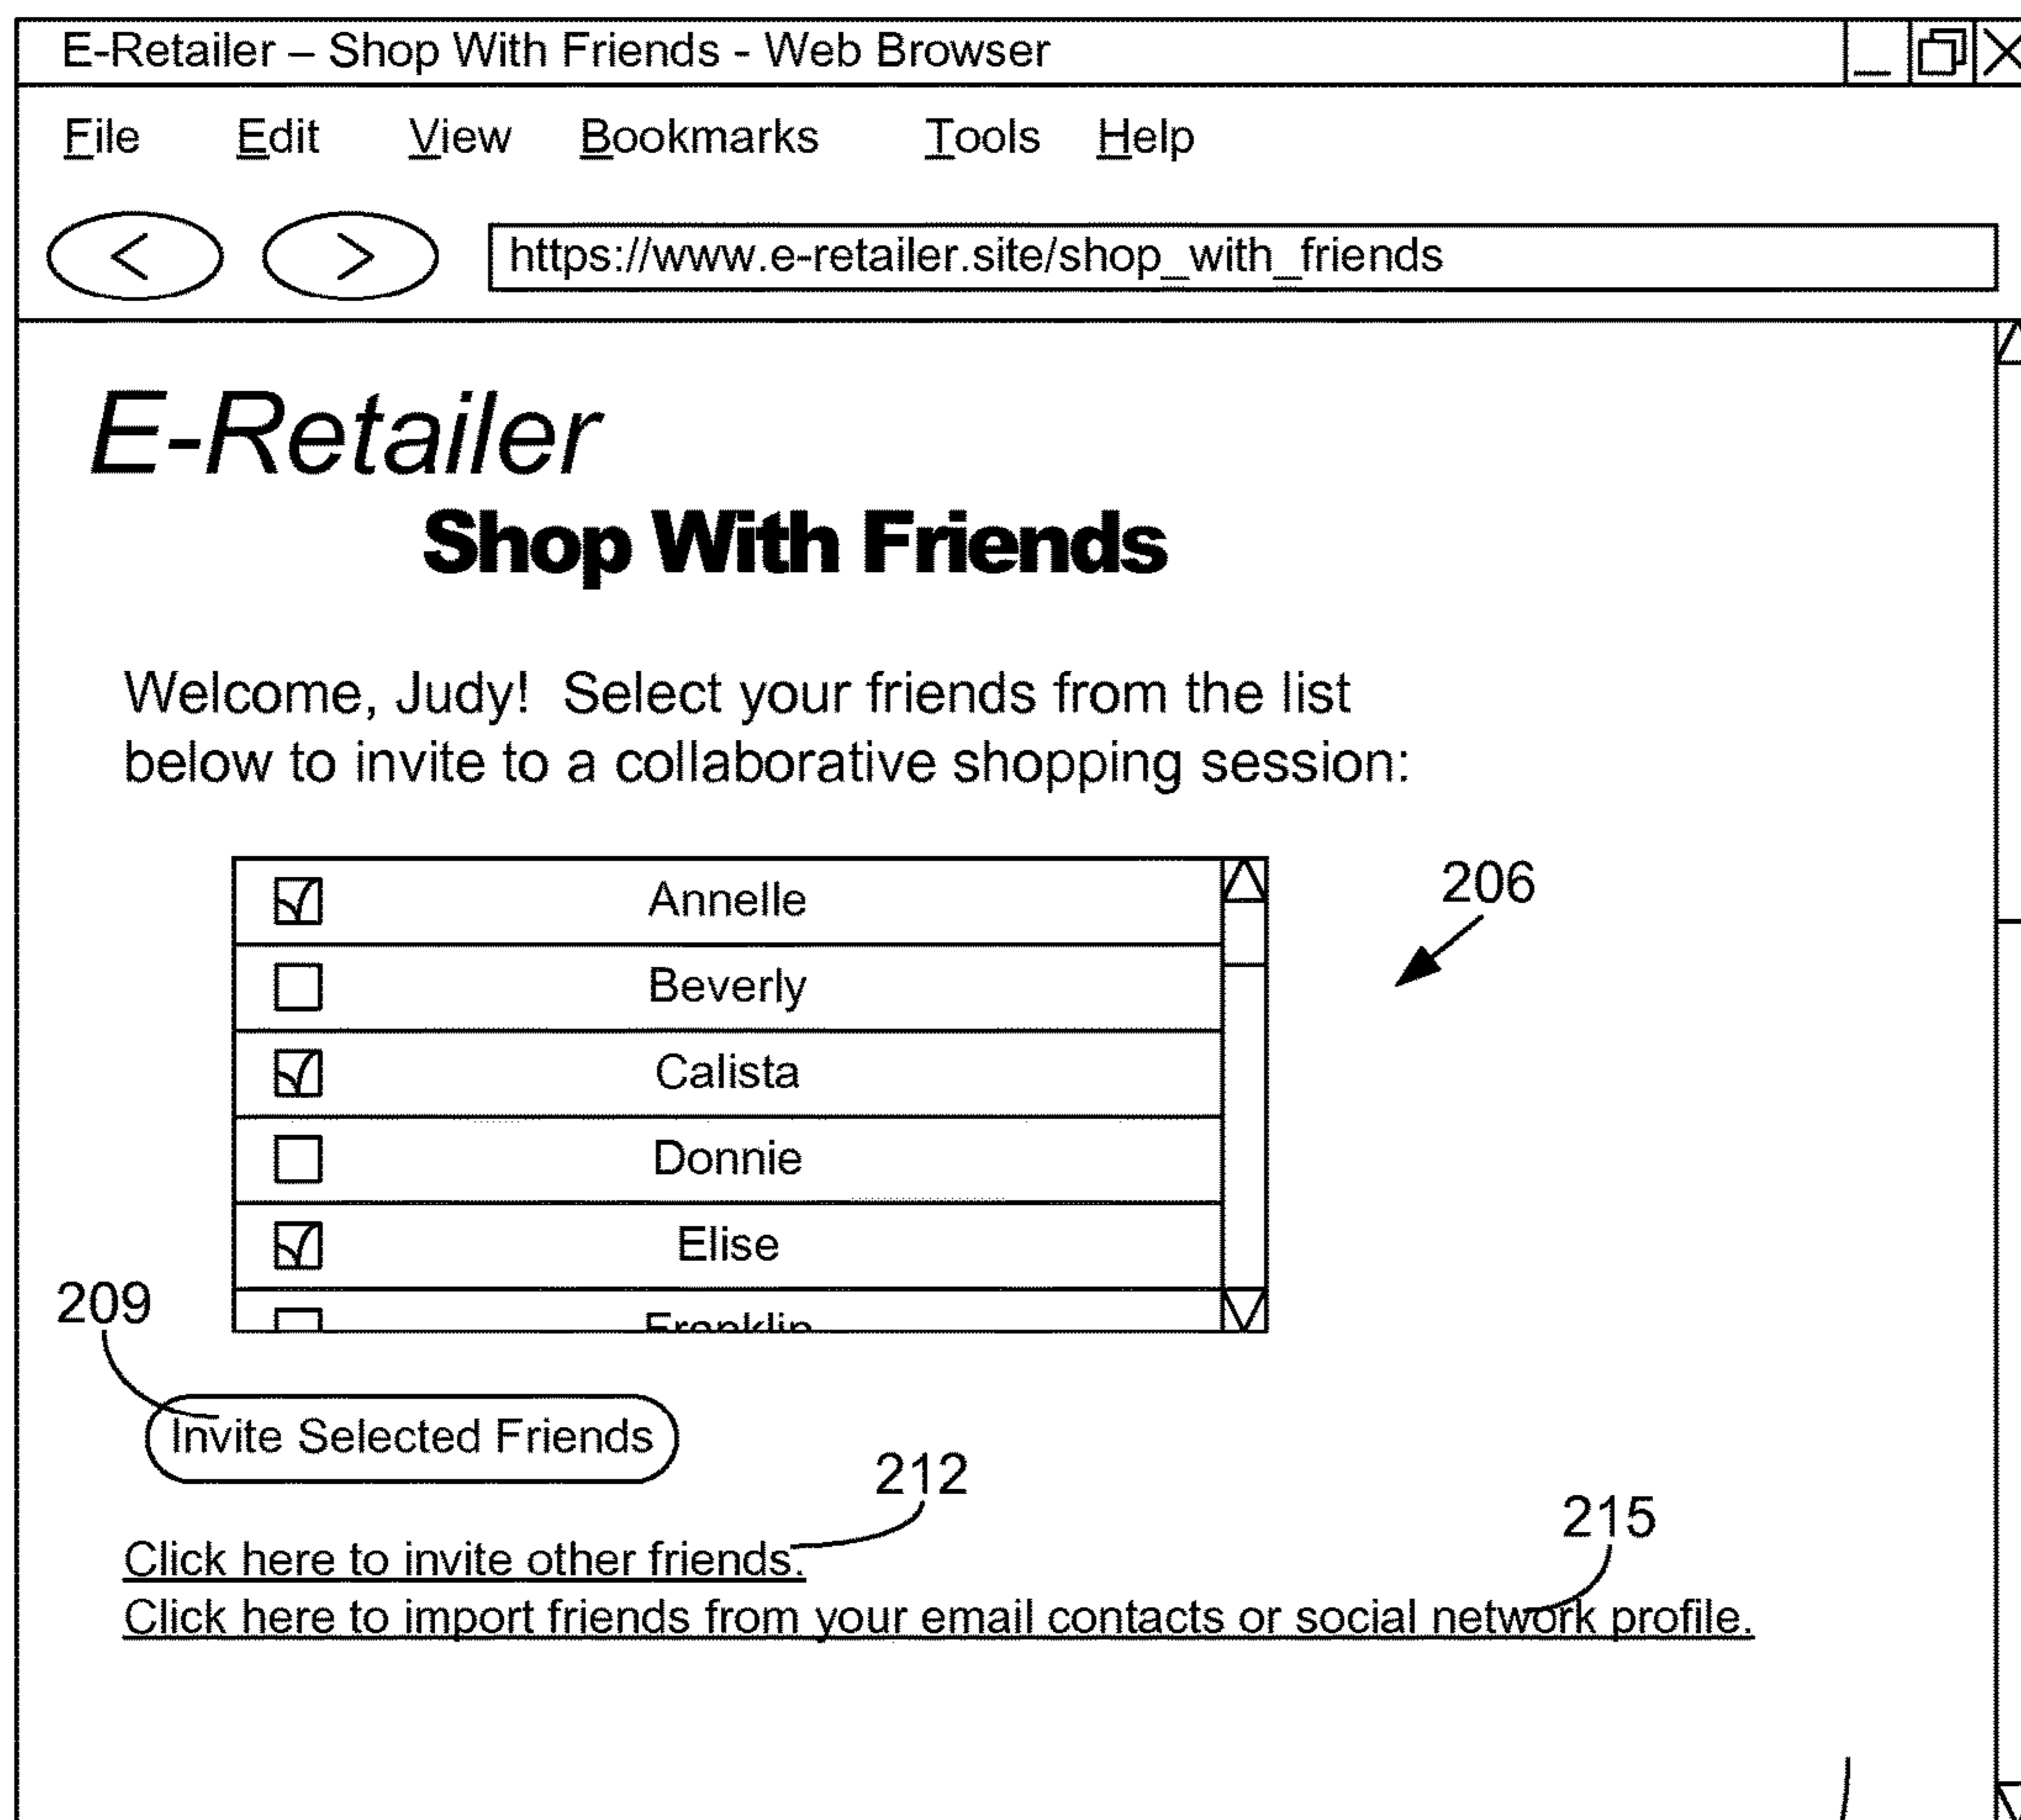 E-Retailer – Shop With Friends - Web Browser
File Edit View Bookmarks Tools Help
< > https://www.e-retailer.site/shop_with_friends
E-Retailer
Shop With Friends
Welcome, Judy! Select your friends from the list
below to invite to a collaborative shopping session:
206
Annelle
Beverly
Calista
Donnie
Elise
Franklin
209
Invite Selected Friends
212
Click here to invite other friends.
215
Click here to import friends from your email contacts or social network profile.